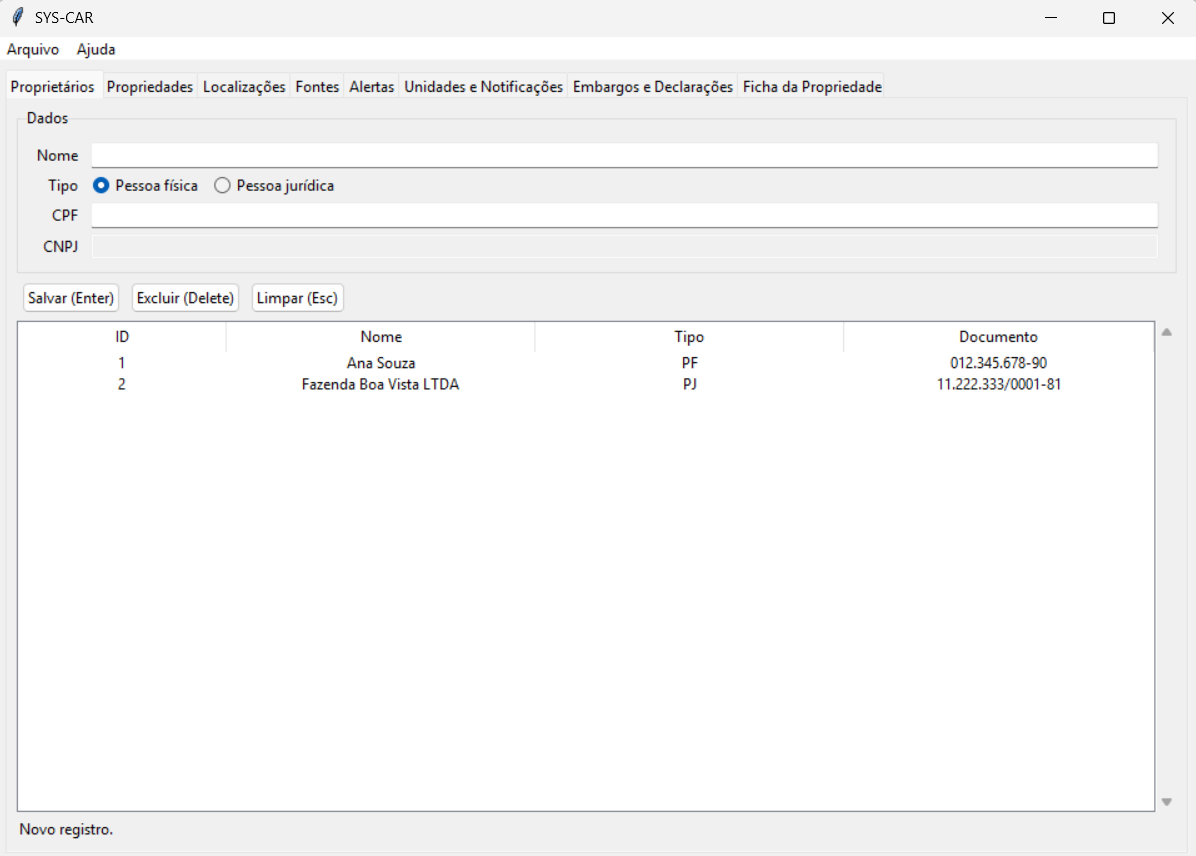 SYS-CAR
Arquivo Ajuda
Proprietários Propriedades Localizações Fontes Alertas Unidades e Notificações Embargos e Declarações Ficha da Propriedade
Dados
Nome
Tipo Pessoa física Pessoa jurídica
CPF
CNPJ
Salvar (Enter) Excluir (Delete) Limpar (Esc)
ID Nome Tipo Documento
1 Ana Souza PF 012.345.678-90
2 Fazenda Boa Vista LTDA PJ 11.222.333/0001-81
Novo registro.